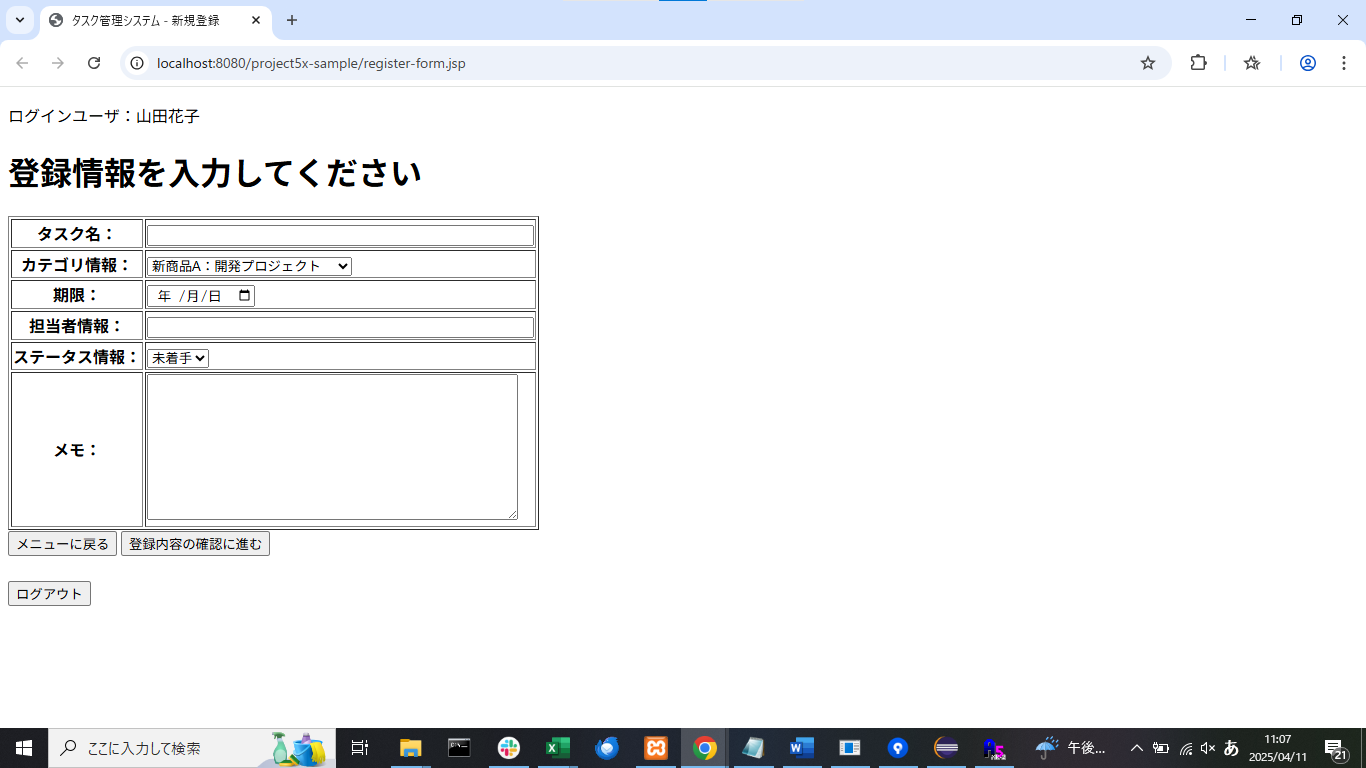 タスク管理システム - 新規登録
localhost:8080/project5x-sample/register-form.jsp
ログインユーザ：山田花子
登録情報を入力してください
タスク名：
カテゴリ情報： 新商品A：開発プロジェクト
期限： 年 /月/日
担当者情報：
ステータス情報： 未着手
メモ：
メニューに戻る 登録内容の確認に進む
ログアウト
ここに入力して検索
午後...
あ
11:07
2025/04/11
21